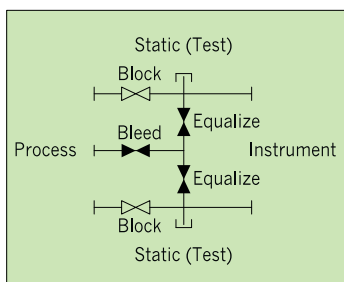 Static (Test)
Block
Equalize
Bleed
Process
Instrument
Equalize
Block
Static (Test)